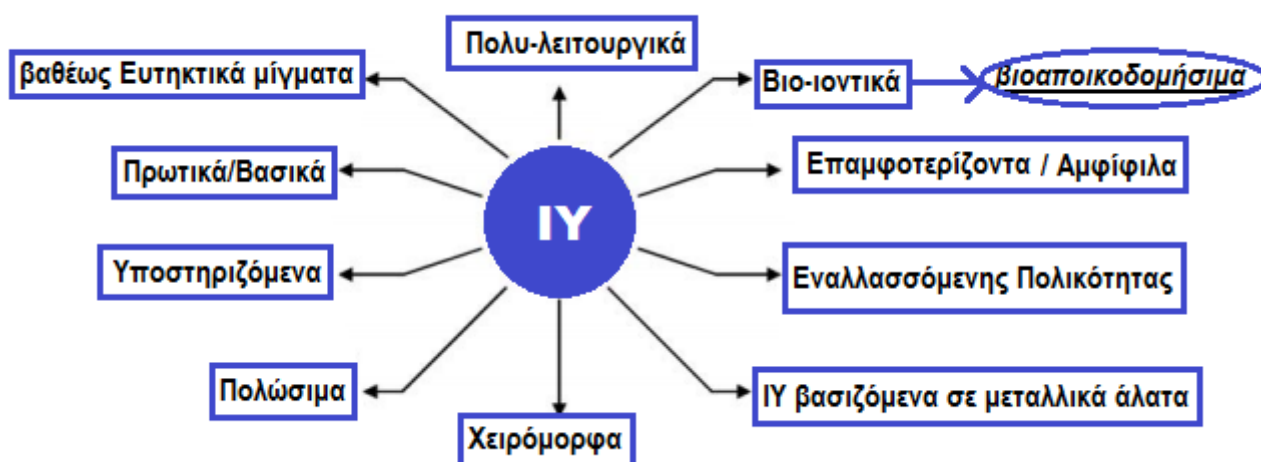 Πολυ-λειτουργικά
βαθέως Ευτηκτικά μίγματα
Βιο-ιοντικά
βιοαποικοδομήσιμα
Πρωτικά/Βασικά
Επαμφοτερίζοντα / Αμφίφιλα
ΙΥ
Υποστηριζόμενα
Εναλλασσόμενης Πολικότητας
Πολώσιμα
ΙΥ βασιζόμενα σε μεταλλικά άλατα
Χειρόμορφα